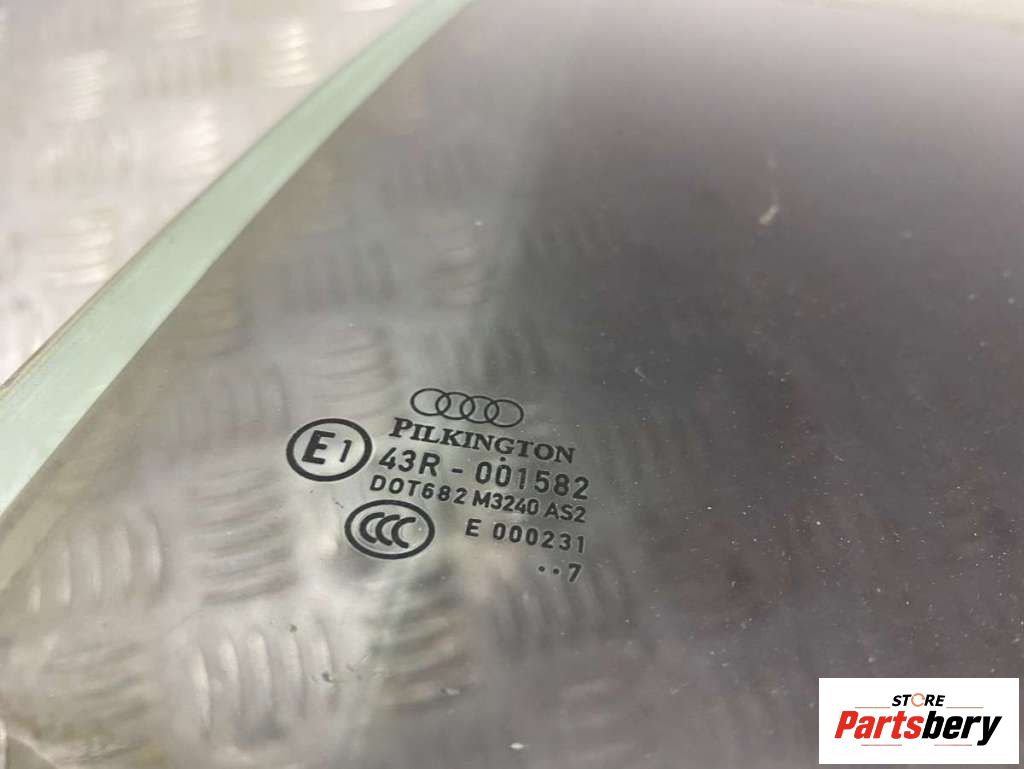 PILKINGTON
E1
43R - 001582
DOT682 M3240 AS2
CCC
E 000231
··7
STORE
Partsbery